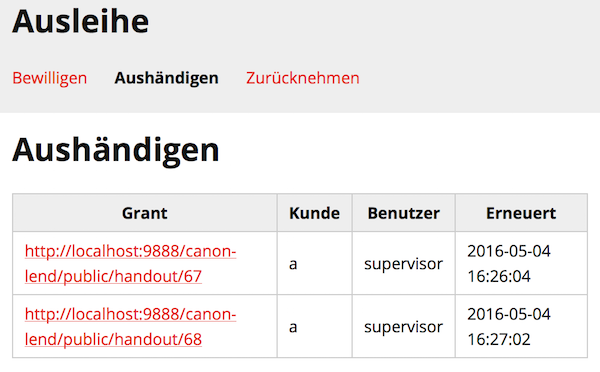 Ausleihe
Bewilligen Aushändigen Zurücknehmen
Aushändigen
Grant Kunde Benutzer Erneuert
http://localhost:9888/canon-
lend/public/handout/67
a
supervisor
2016-05-04
16:26:04
http://localhost:9888/canon-
lend/public/handout/68
a
supervisor
2016-05-04
16:27:02